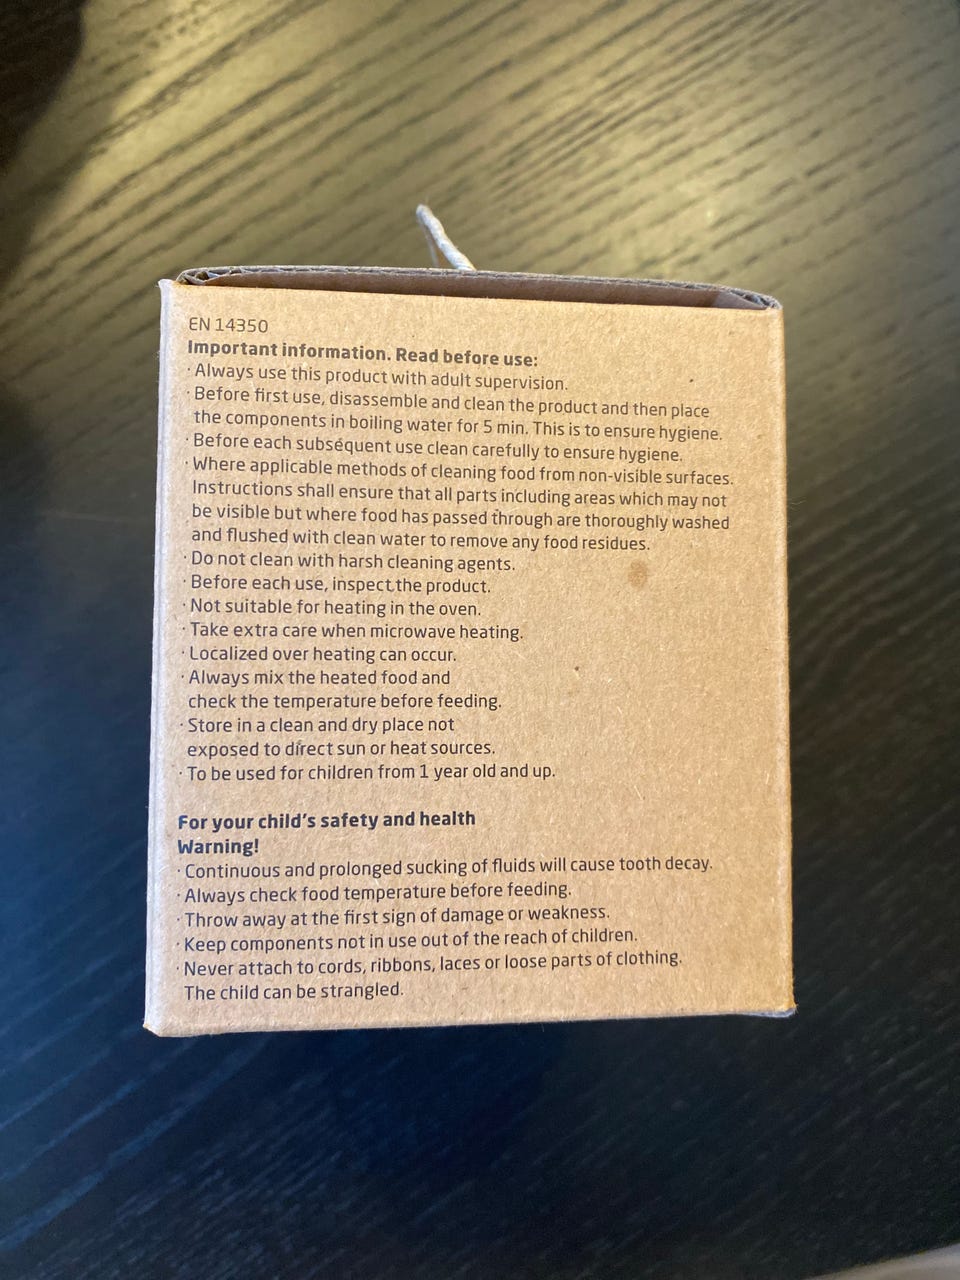 EN 14350
Important information. Read before use:
· Always use this product with adult supervision.
· Before first use, disassemble and clean the product and then place
the components in boiling water for 5 min. This is to ensure hygiene.
· Before each subsequent use clean carefully to ensure hygiene.
· Where applicable methods of cleaning food from non-visible surfaces.
Instructions shall ensure that all parts including areas which may not
be visible but where food has passed through are thoroughly washed
and flushed with clean water to remove any food residues.
· Do not clean with harsh cleaning agents.
· Before each use, inspect the product.
· Not suitable for heating in the oven.
· Take extra care when microwave heating.
· Localized over heating can occur.
· Always mix the heated food and
check the temperature before feeding.
· Store in a clean and dry place not
exposed to direct sun or heat sources.
· To be used for children from 1 year old and up.
For your child's safety and health
Warning!
· Continuous and prolonged sucking of fluids will cause tooth decay.
· Always check food temperature before feeding.
· Throw away at the first sign of damage or weakness.
· Keep components not in use out of the reach of children.
· Never attach to cords, ribbons, laces or loose parts of clothing.
The child can be strangled.